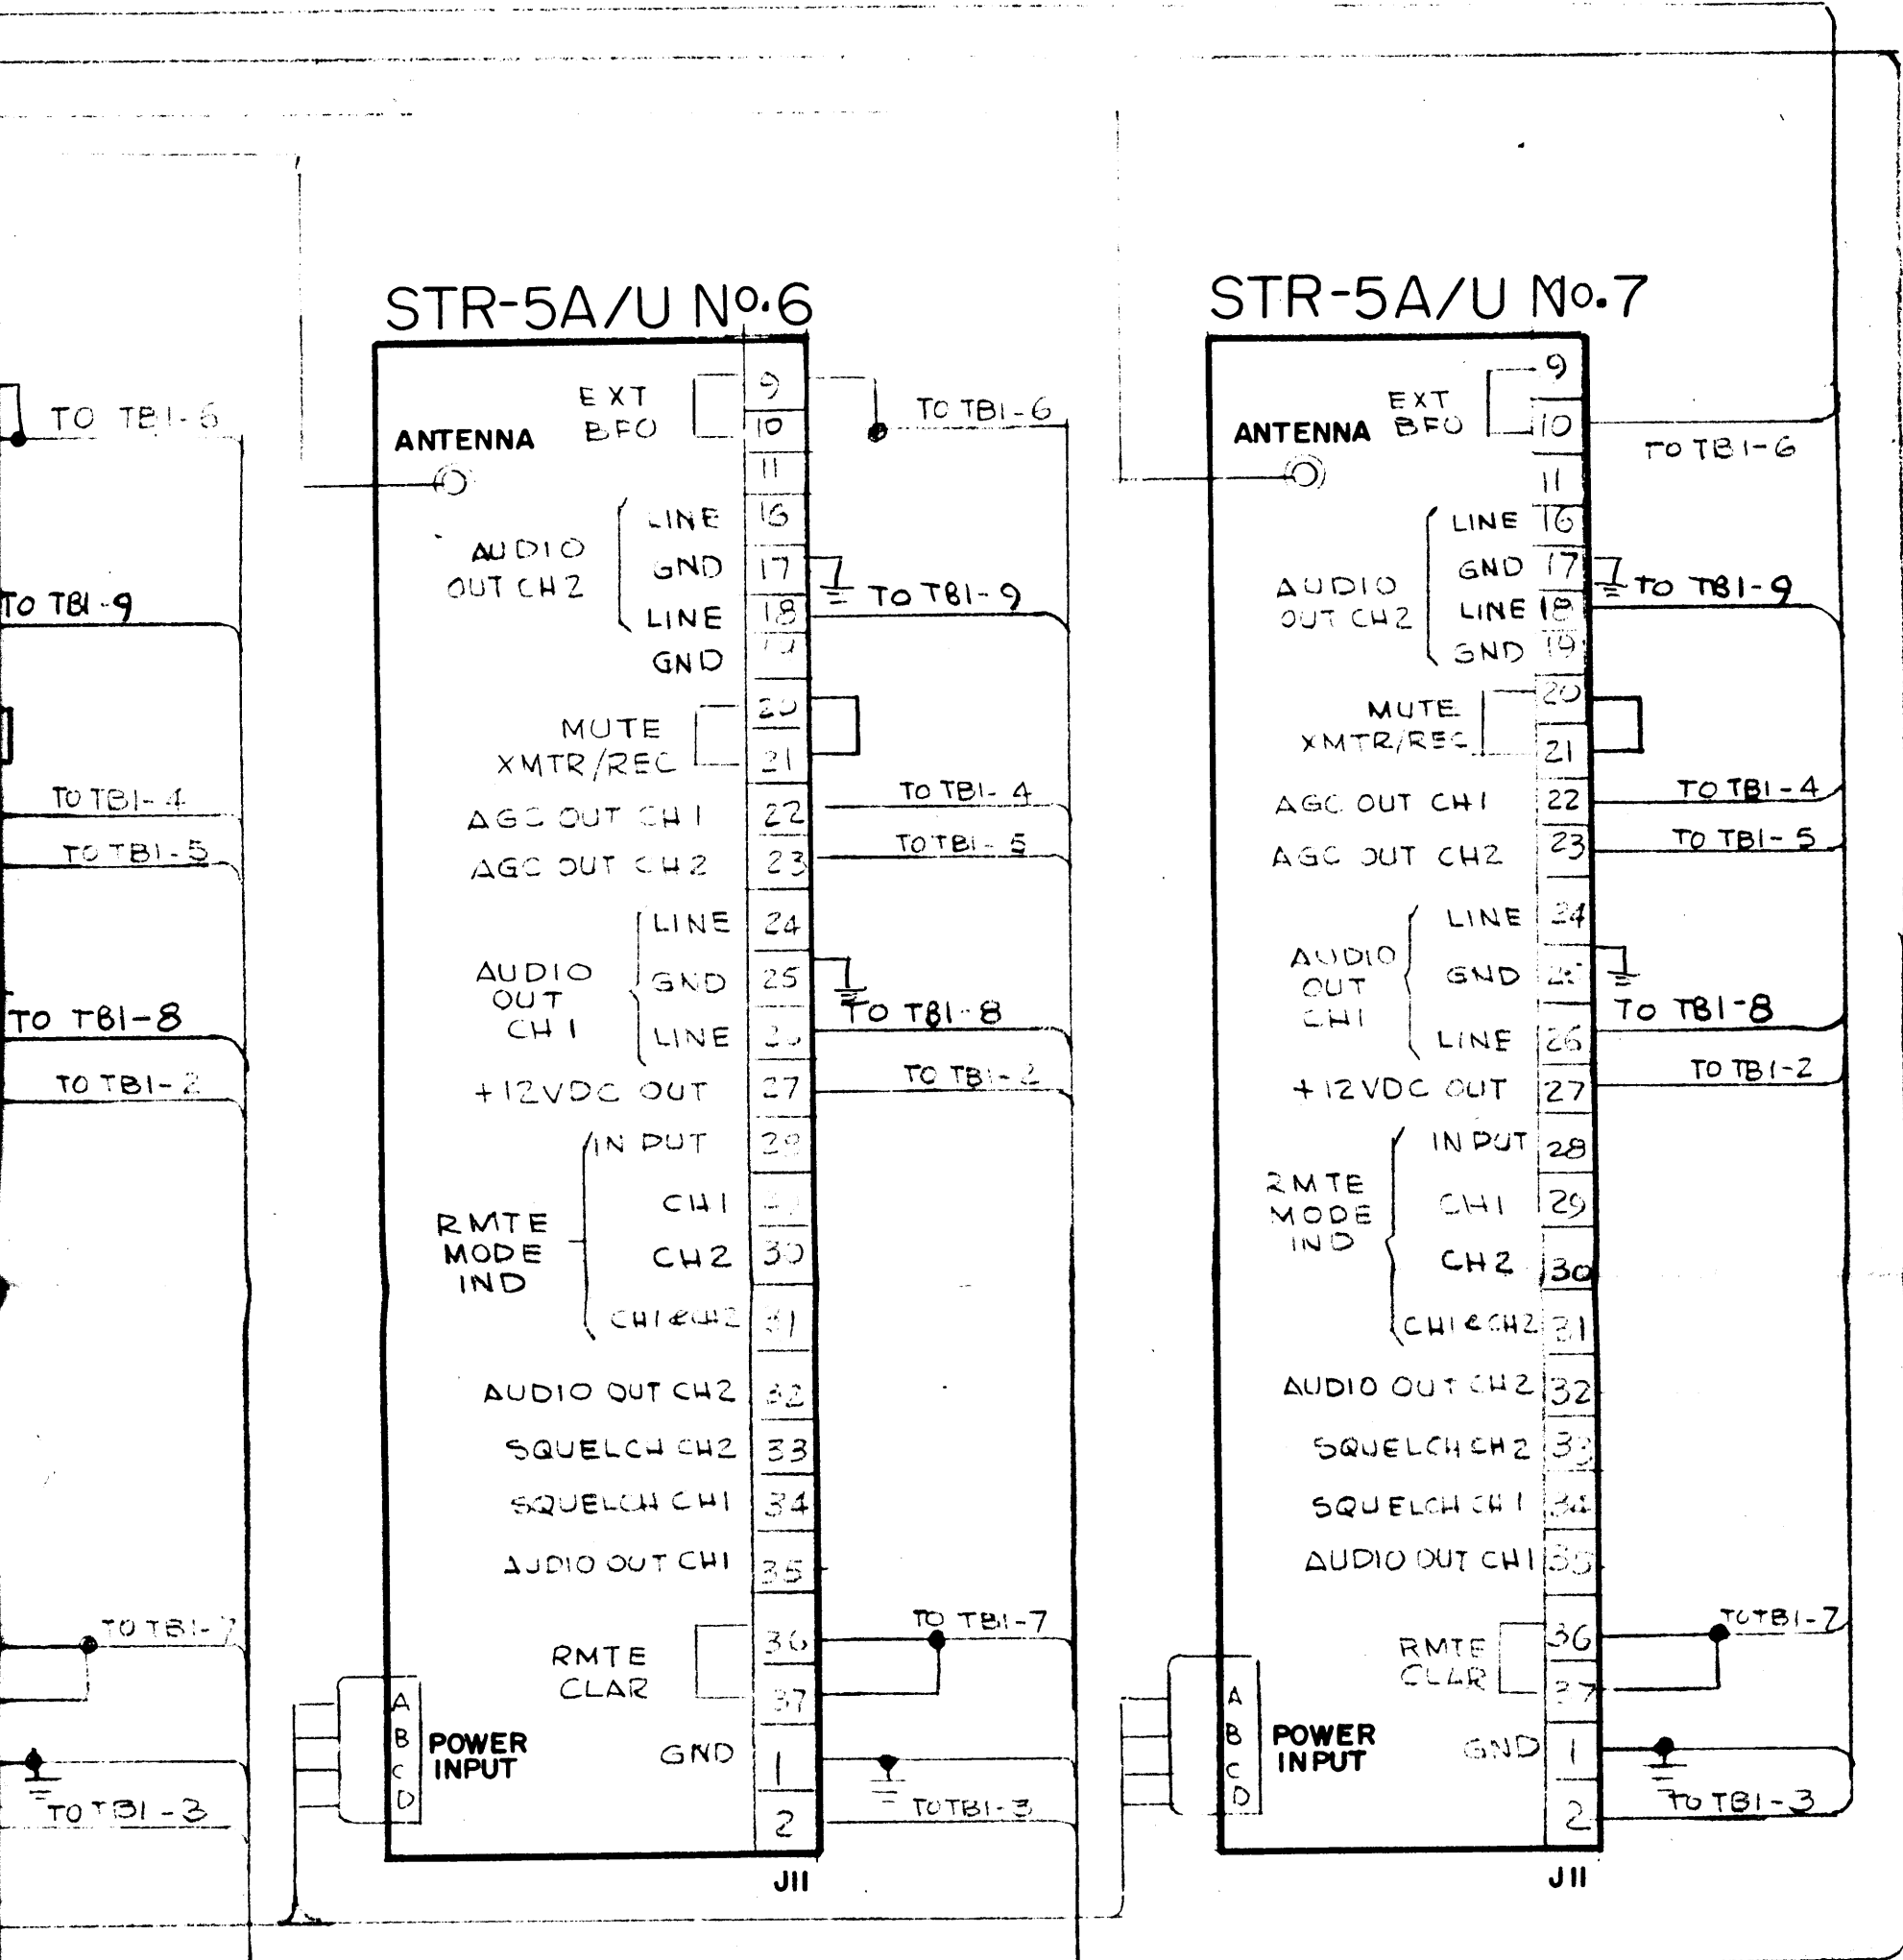 STR-5A/U No.6
STR-5A/U No.7
TO TB1-6
TO TB1-9
TO TB1-4
TO TB1-5
TO TB1-8
TO TB1-2
TO TB1-7
TO TB1-3
ANTENNA
EXT
BFO
9
10
11
AUDIO
OUT CH2
LINE 16
GND 17
LINE 18
GND
MUTE
XMTR/REC
20
21
AGC OUT CH1 22
AGC OUT CH2 23
AUDIO
OUT
CH1
LINE 24
GND 25
LINE
+12VDC OUT 27
RMTE
MODE
IND
INPUT
CH1
CH2 30
CH1 & CH2 31
AUDIO OUT CH2 32
SQUELCH CH2 33
SQUELCH CH1 34
AUDIO OUT CH1 35
RMTE
CLAR
36
37
GND 1
2
A
B
C
D
POWER
INPUT
J11
TO TB1-6
TO TB1-9
TO TB1-4
TO TB1-5
TO TB1-8
TO TB1-2
TO TB1-7
TO TB1-3
ANTENNA
EXT
BFO
9
10
11
AUDIO
OUT CH2
LINE 16
GND 17
LINE 18
GND 19
MUTE
XMTR/REC
20
21
AGC OUT CH1 22
AGC OUT CH2 23
AUDIO
OUT
CH1
LINE 24
GND
LINE 26
+12VDC OUT 27
RMTE
MODE
IND
INPUT 28
CH1 29
CH2 30
CH1 & CH2 31
AUDIO OUT CH2 32
SQUELCH CH2 33
SQUELCH CH1 34
AUDIO OUT CH1 35
RMTE
CLAR
36
37
GND 1
2
A
B
C
D
POWER
INPUT
J11
TO TB1-6
TO TB1-9
TO TB1-4
TO TB1-5
TO TB1-8
TO TB1-2
TO TB1-7
TO TB1-3